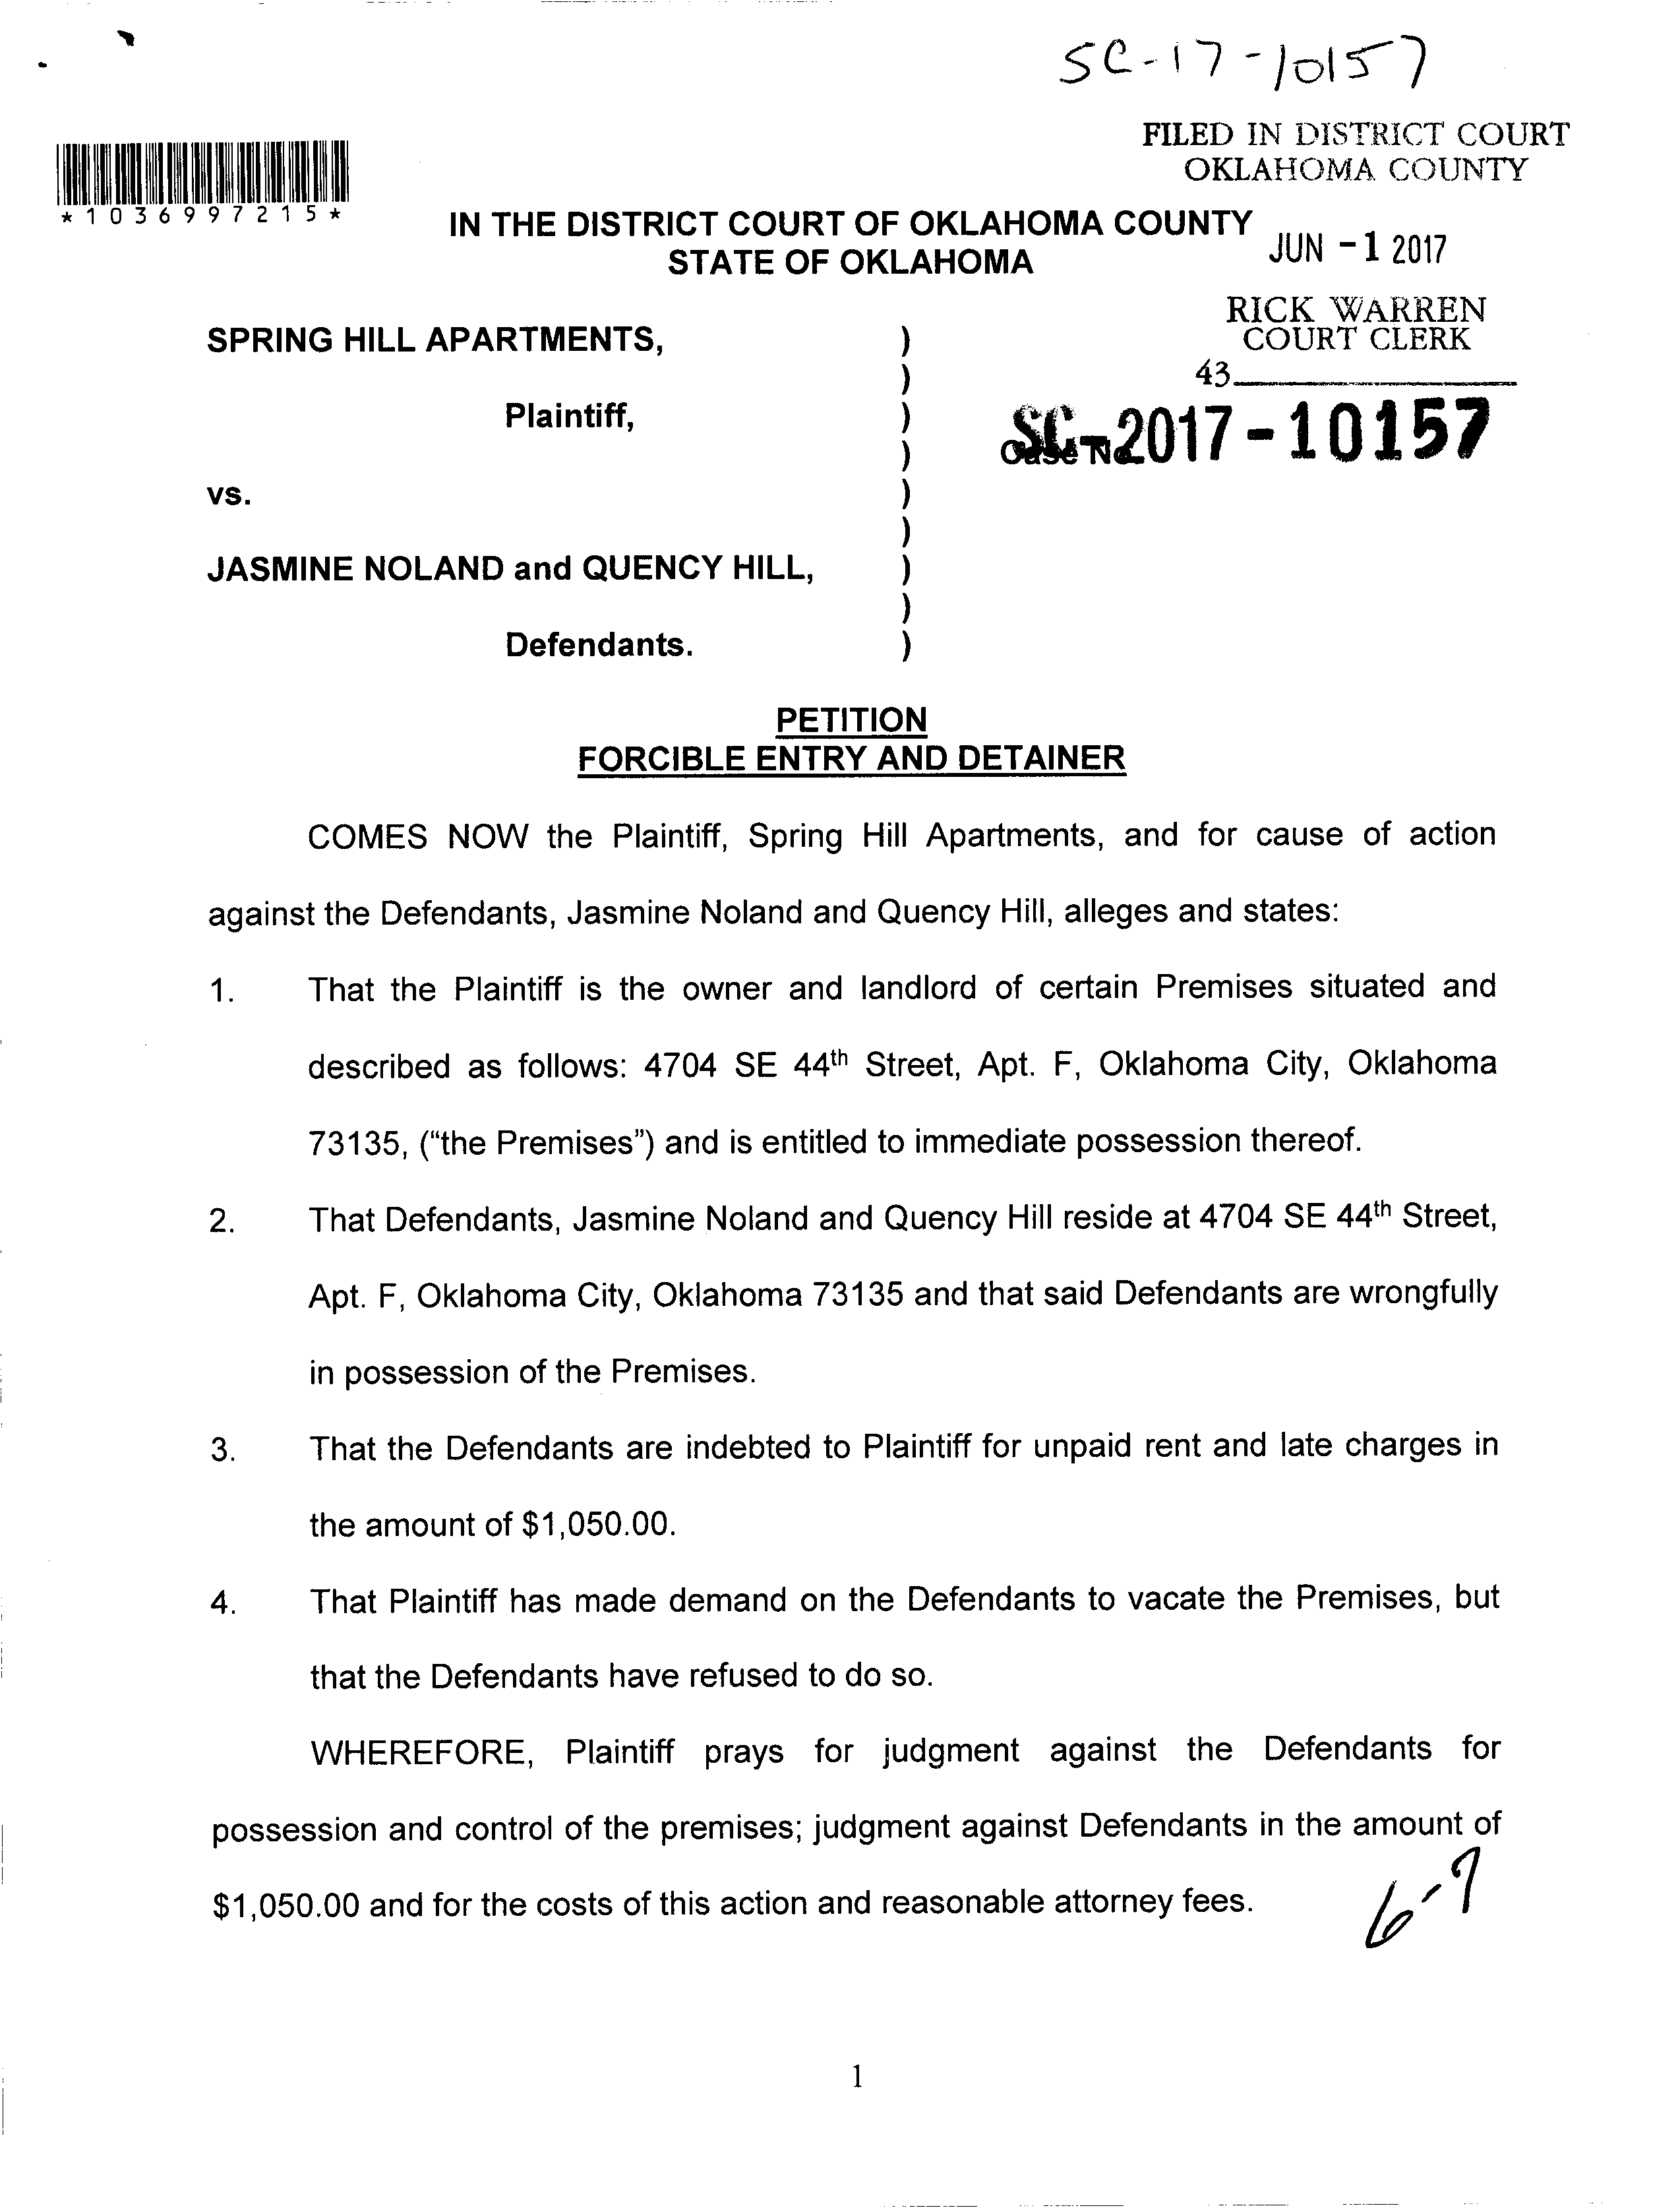 SC-17-10157
FILED IN DISTRICT COURT
OKLAHOMA COUNTY
*1036997215*
IN THE DISTRICT COURT OF OKLAHOMA COUNTY
STATE OF OKLAHOMA
JUN -1 2017
RICK WARREN
COURT CLERK
43
SPRING HILL APARTMENTS, )
)
Plaintiff, )
SC-2017-10157
Case No.
)
vs. )
)
JASMINE NOLAND and QUENCY HILL, )
)
Defendants. )
PETITION
FORCIBLE ENTRY AND DETAINER
COMES NOW the Plaintiff, Spring Hill Apartments, and for cause of action
against the Defendants, Jasmine Noland and Quency Hill, alleges and states:
1. That the Plaintiff is the owner and landlord of certain Premises situated and
described as follows: 4704 SE 44th Street, Apt. F, Oklahoma City, Oklahoma
73135, (“the Premises”) and is entitled to immediate possession thereof.
2. That Defendants, Jasmine Noland and Quency Hill reside at 4704 SE 44th Street,
Apt. F, Oklahoma City, Oklahoma 73135 and that said Defendants are wrongfully
in possession of the Premises.
3. That the Defendants are indebted to Plaintiff for unpaid rent and late charges in
the amount of $1,050.00.
4. That Plaintiff has made demand on the Defendants to vacate the Premises, but
that the Defendants have refused to do so.
WHEREFORE, Plaintiff prays for judgment against the Defendants for
possession and control of the premises; judgment against Defendants in the amount of
$1,050.00 and for the costs of this action and reasonable attorney fees.
6-9
1